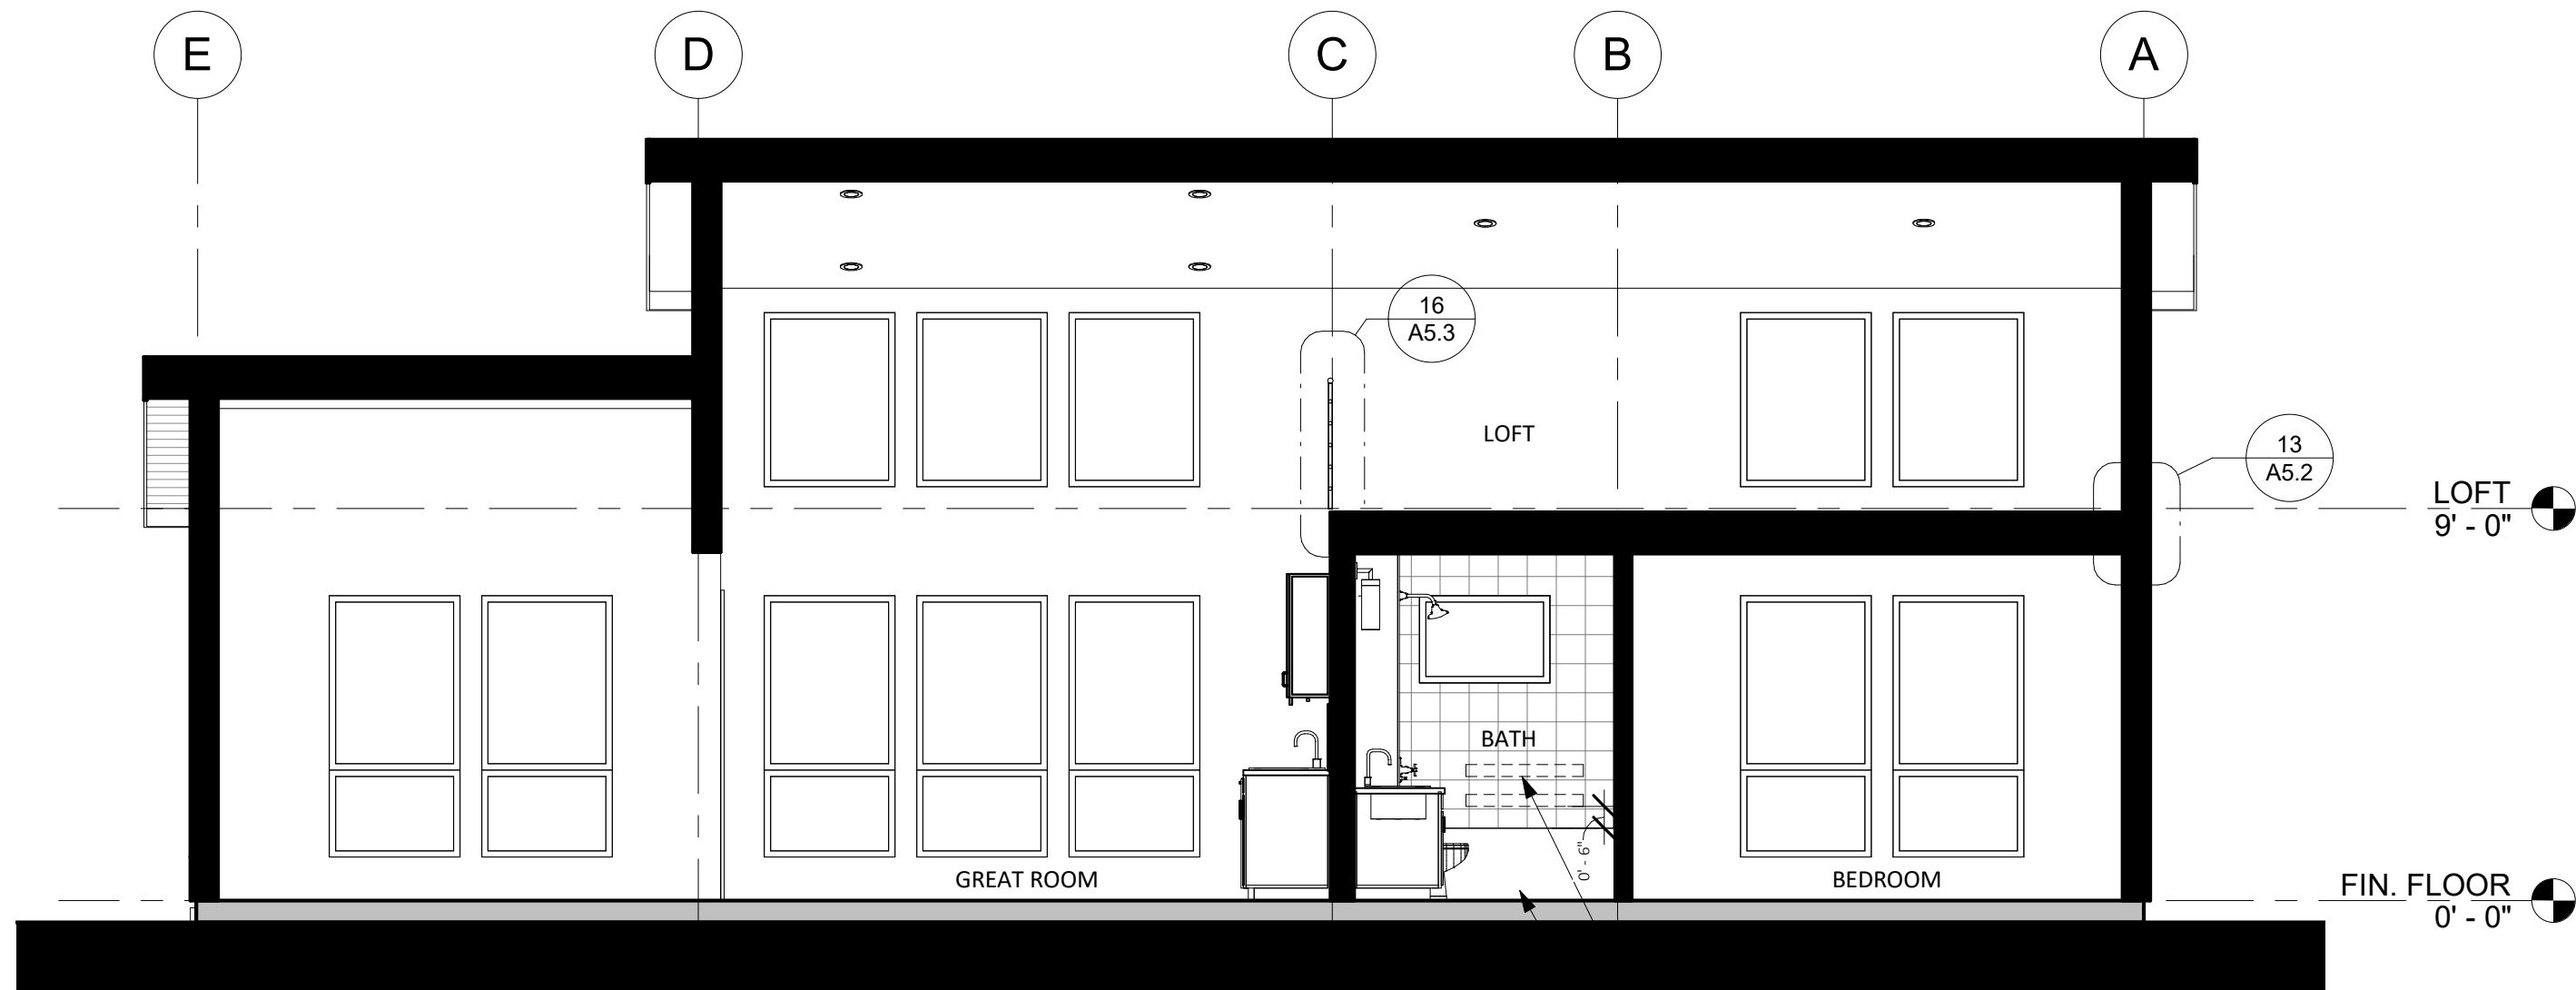 E
D
C
B
A
16
A5.3
LOFT
13
A5.2
LOFT
9' - 0"
BATH
0' - 6"
GREAT ROOM
BEDROOM
FIN. FLOOR
0' - 0"